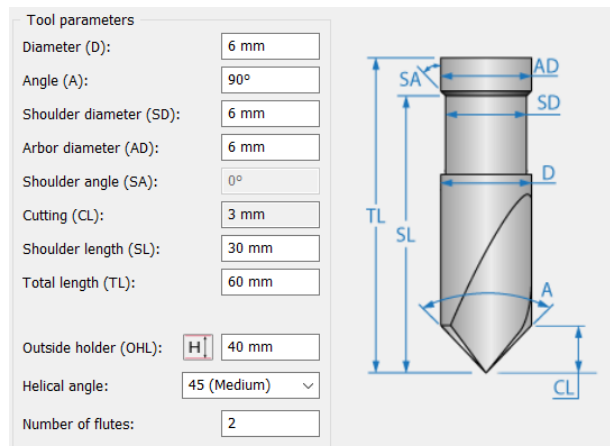 Tool parameters
Diameter (D): 6 mm
Angle (A): 90º
Shoulder diameter (SD): 6 mm
Arbor diameter (AD): 6 mm
Shoulder angle (SA): 0º
Cutting (CL): 3 mm
Shoulder length (SL): 30 mm
Total length (TL): 60 mm
Outside holder (OHL): H 40 mm
Helical angle: 45 (Medium)
Number of flutes: 2
SA
AD
SD
D
TL
SL
A
CL